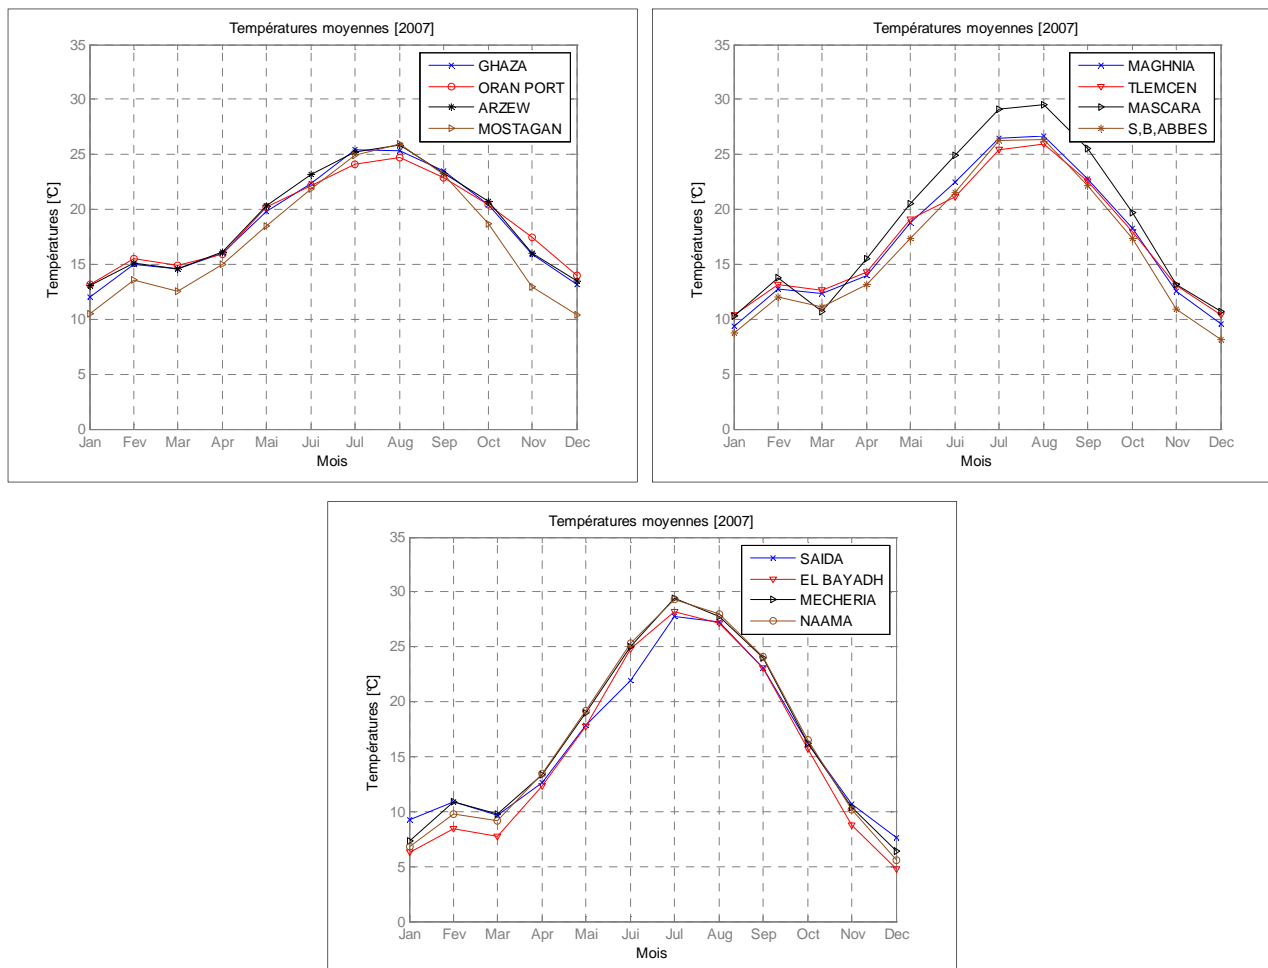 Températures moyennes [2007]
35
30
25
20
15
10
5
0
Températures [°C]
GHAZA
ORAN PORT
ARZEW
MOSTAGAN
Jan Fev Mar Apr Mai Jui Jul Aug Sep Oct Nov Dec
Mois
Températures moyennes [2007]
35
30
25
20
15
10
5
0
Températures [°C]
MAGHNIA
TLEMCEN
MASCARA
S,B,ABBES
Jan Fev Mar Apr Mai Jui Jul Aug Sep Oct Nov Dec
Mois
Températures moyennes [2007]
35
30
25
20
15
10
5
0
Températures [°C]
SAIDA
EL BAYADH
MECHERIA
NAAMA
Jan Fev Mar Apr Mai Jui Jul Aug Sep Oct Nov Dec
Mois